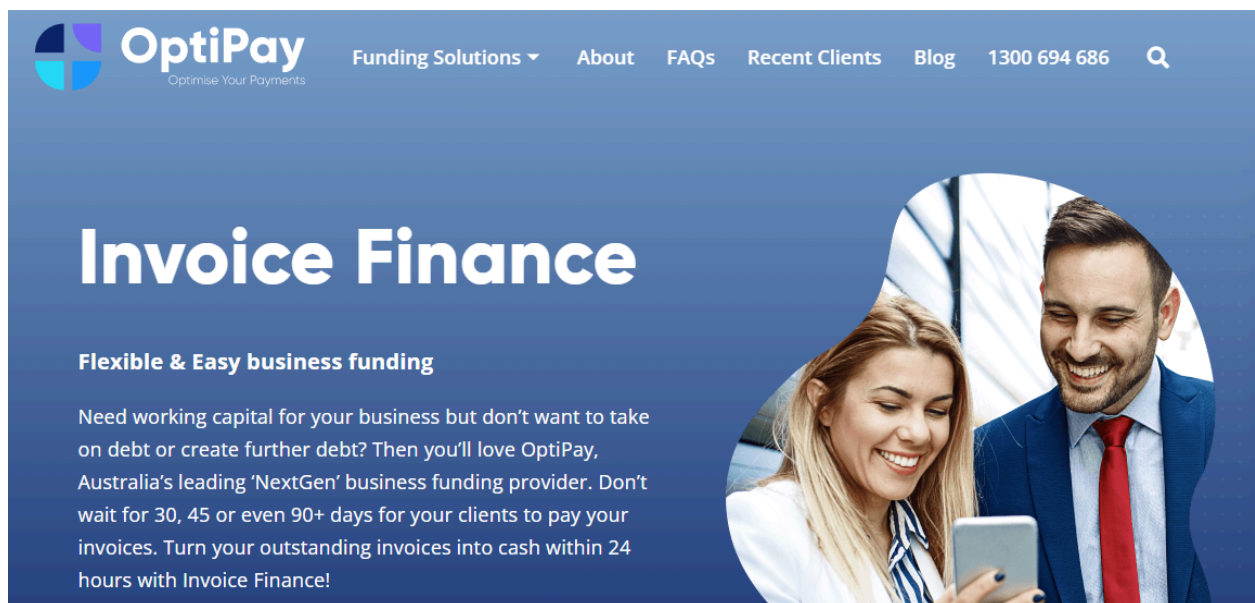 OptiPay
Optimise Your Payments
Funding Solutions About FAQs Recent Clients Blog 1300 694 686
Invoice Finance
Flexible & Easy business funding
Need working capital for your business but don’t want to take
on debt or create further debt? Then you’ll love OptiPay,
Australia’s leading ‘NextGen’ business funding provider. Don’t
wait for 30, 45 or even 90+ days for your clients to pay your
invoices. Turn your outstanding invoices into cash within 24
hours with Invoice Finance!